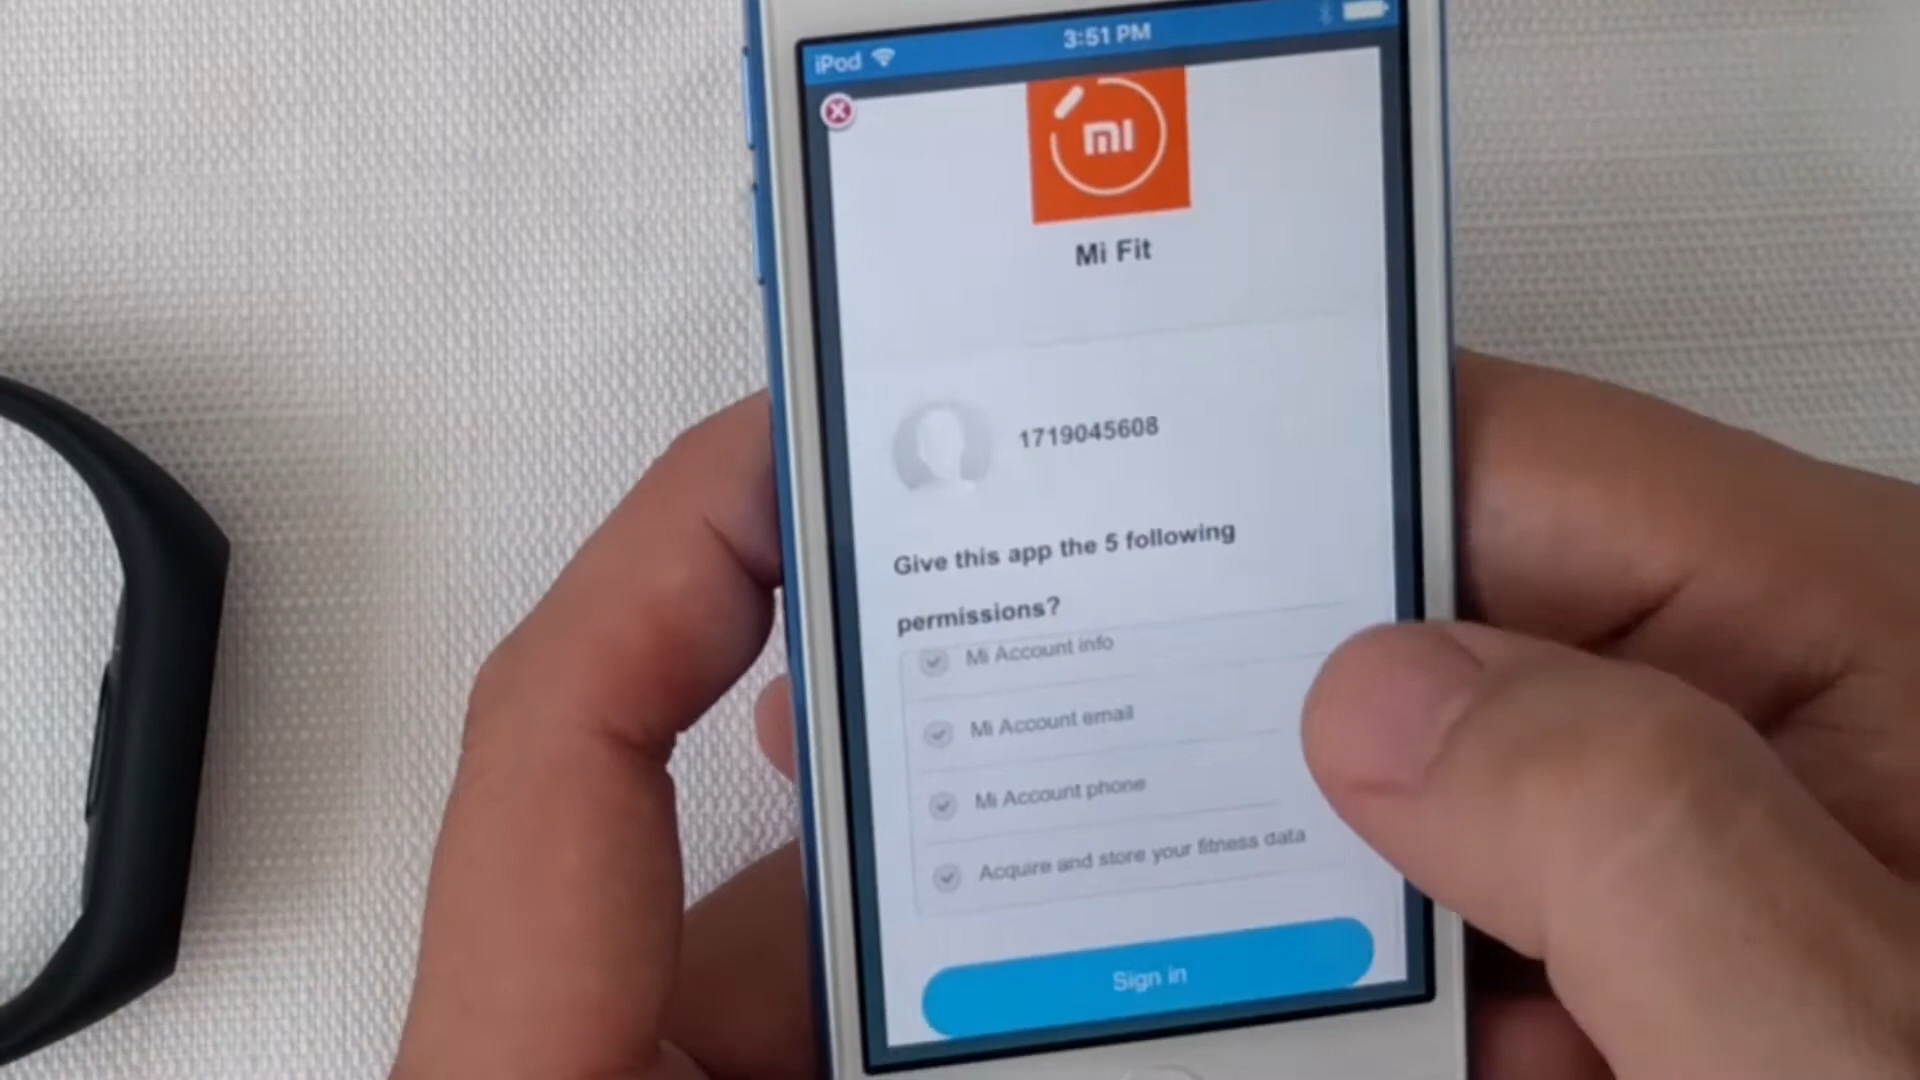 iPod
3:51 PM
mi
Mi Fit
1719045608
Give this app the 5 following
permissions?
Mi Account info
Mi Account email
Mi Account phone
Acquire and store your fitness data
Sign in